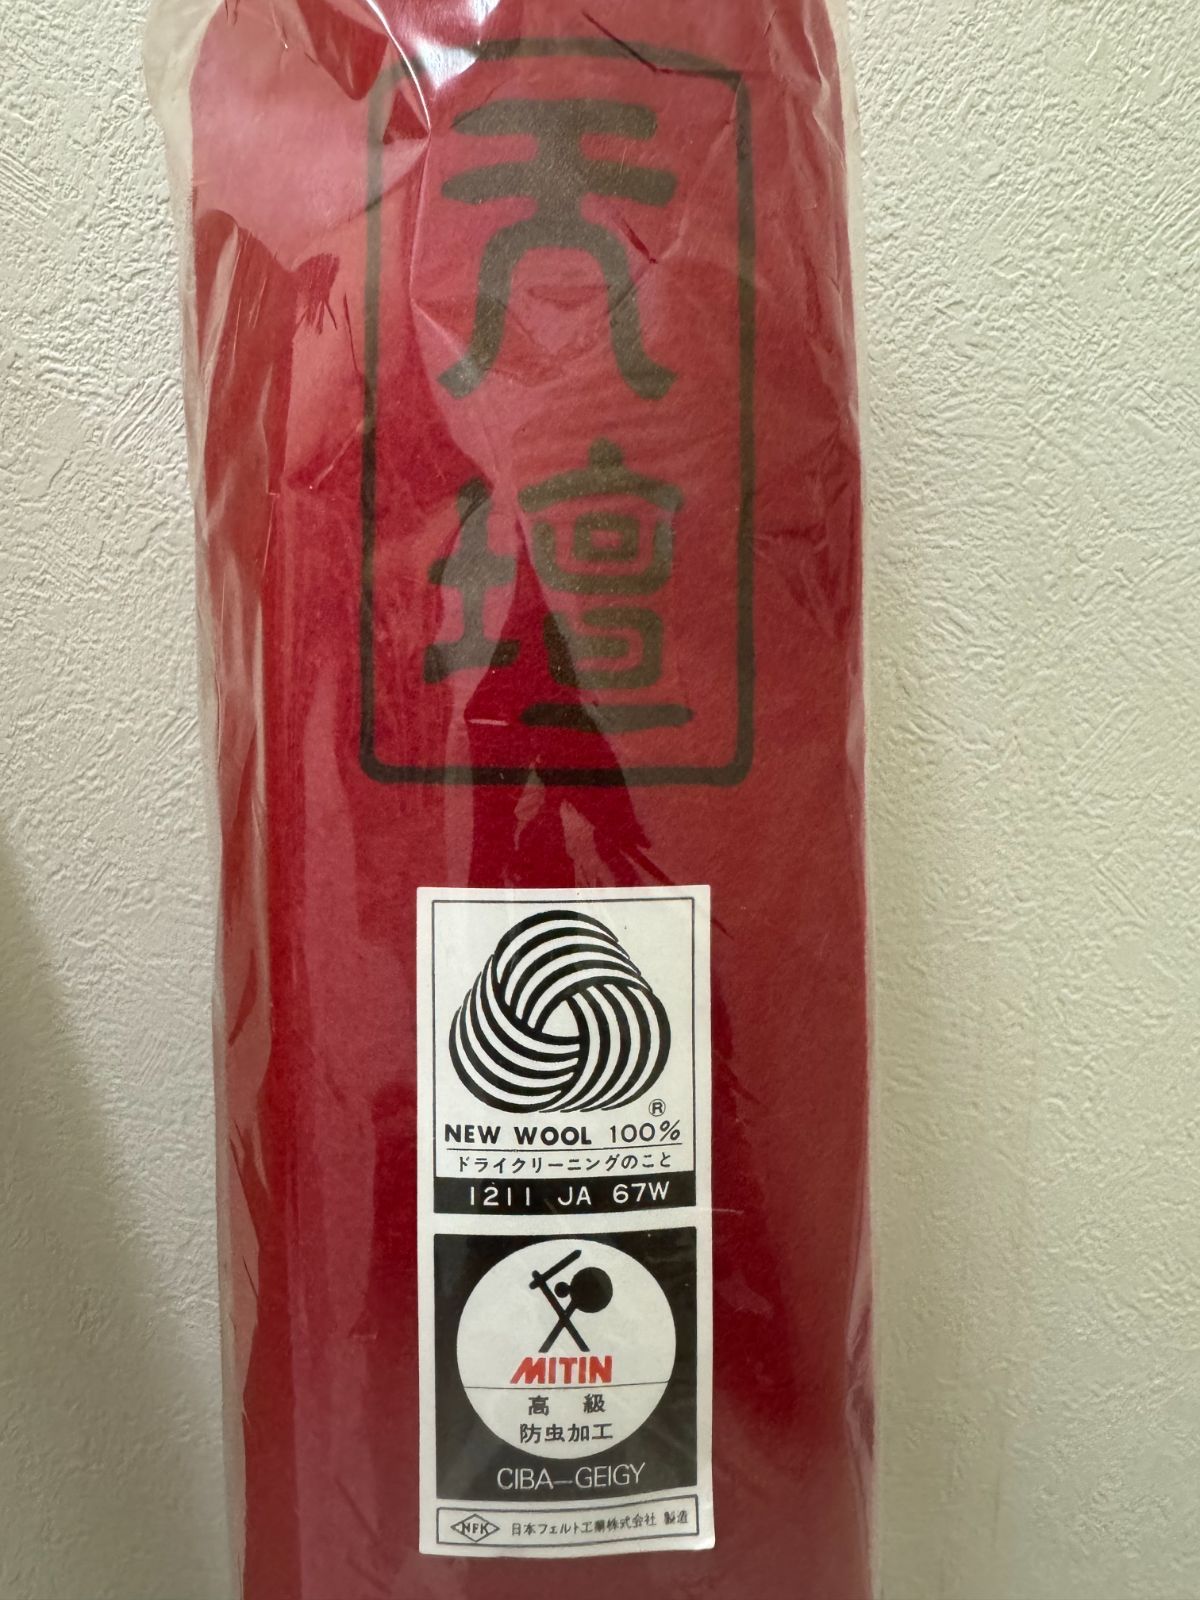 天
壇
®
NEW WOOL 100%
ドライクリーニングのこと
1211 JA 67W
MITIN
高級
防虫加工
CIBA-GEIGY
NFK 日本フェルト工業株式会社 製造